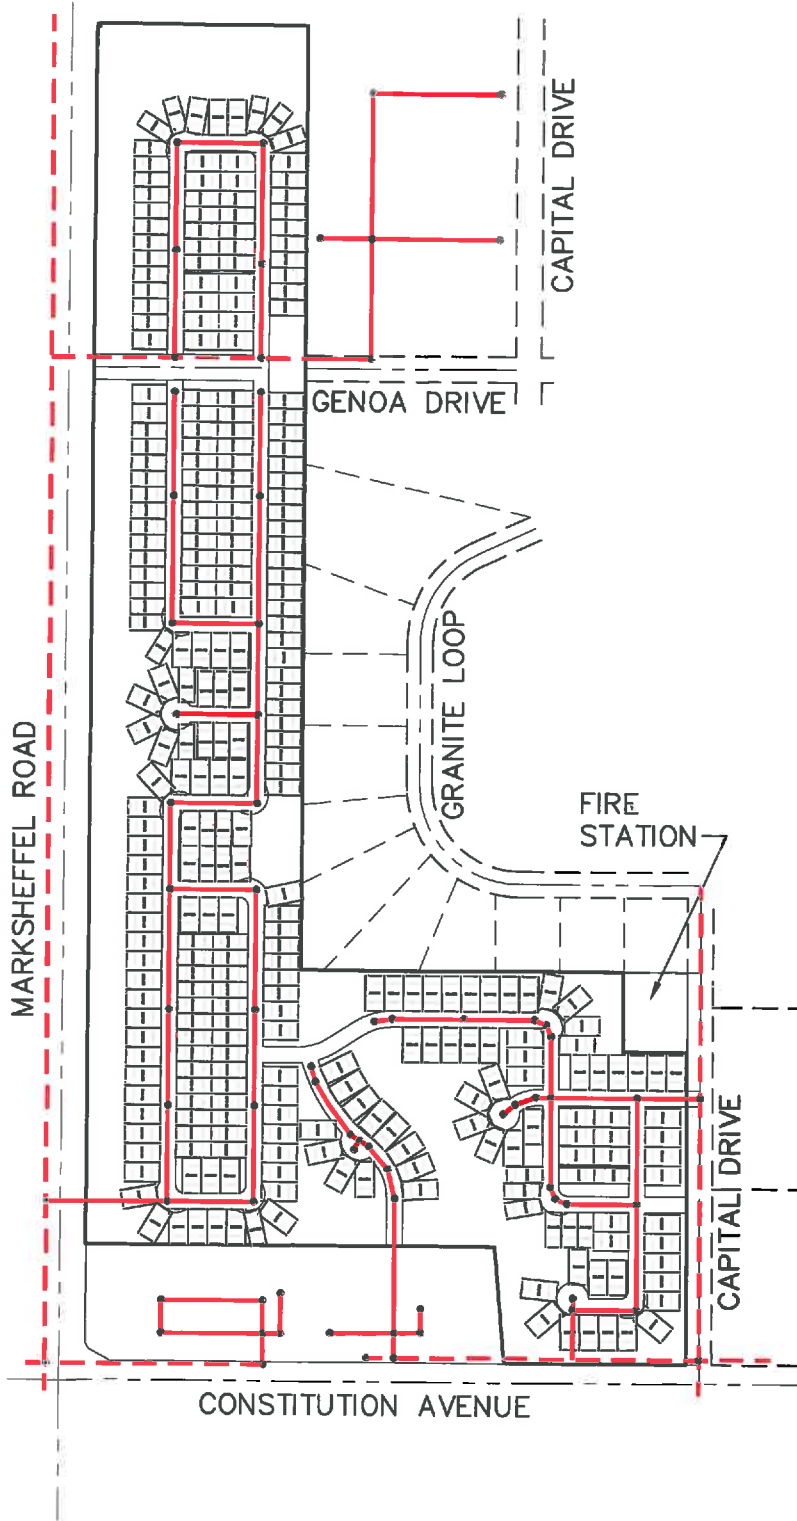 CAPITAL DRIVE
GENOA DRIVE
GRANITE LOOP
MARKSHEFFEL ROAD
FIRE
STATION
CAPITAL DRIVE
CONSTITUTION AVENUE